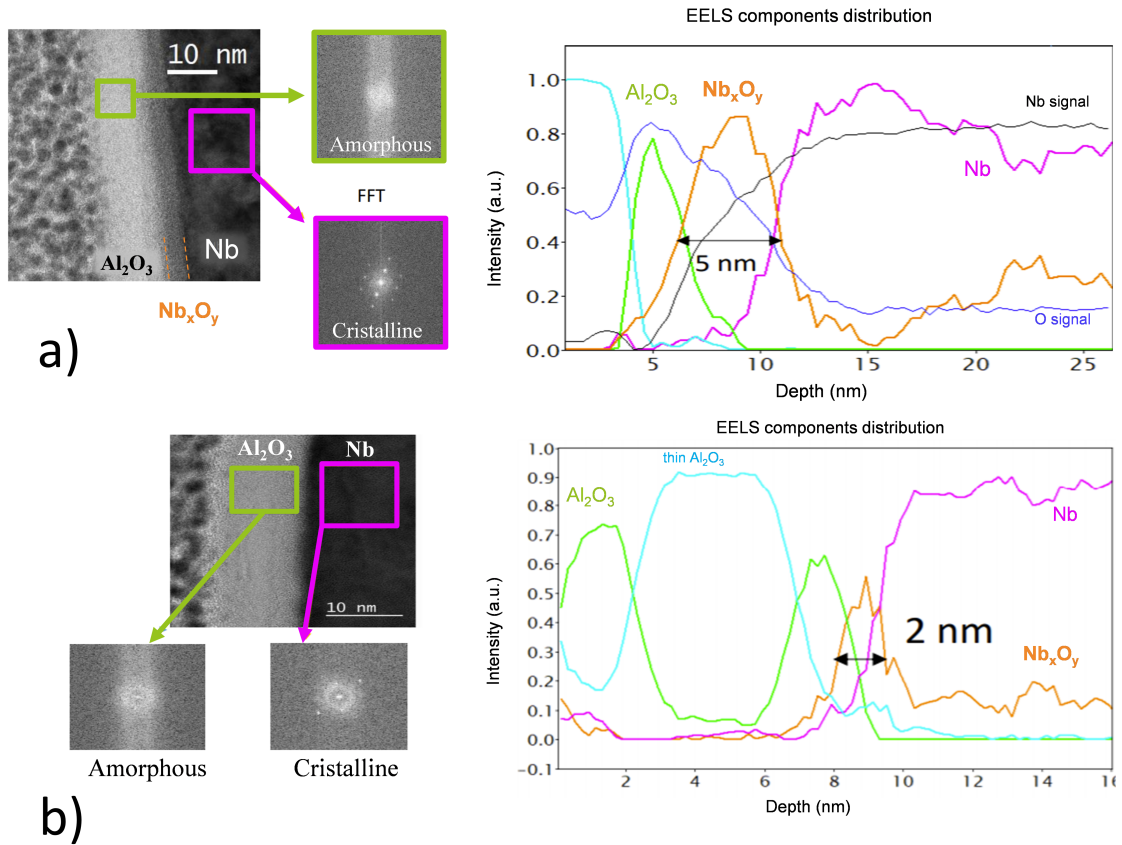 10 nm
Al₂O₃
Nb
NbₓOᵧ
Amorphous
FFT
Cristalline
a)
EELS components distribution
Intensity (a.u.)
1.0
0.8
0.6
0.4
0.2
0.0
Al₂O₃
NbₓOᵧ
Nb signal
Nb
5 nm
O signal
5
10
15
20
25
Depth (nm)
Al₂O₃
Nb
10 nm
Amorphous
Cristalline
b)
EELS components distribution
Intensity (a.u.)
1.0
0.9
0.8
0.7
0.6
0.5
0.4
0.3
0.2
0.1
0.0
-0.1
Al₂O₃
thin Al₂O₃
Nb
2 nm
NbₓOᵧ
2
4
6
8
10
12
14
16
Depth (nm)